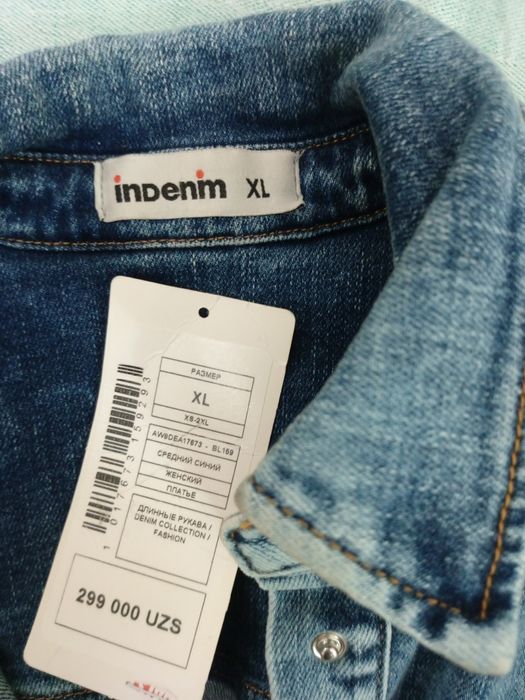 inDenim XL
РАЗМЕР
XL
XS-2XL
AW8DEA17673 - BL159
СРЕДНИЙ СИНИЙ
ЖЕНСКИЙ
ПЛАТЬЕ
ДЛИННЫЕ РУКАВА /
DENIM COLLECTION /
FASHION
1017673159293
299 000 UZS